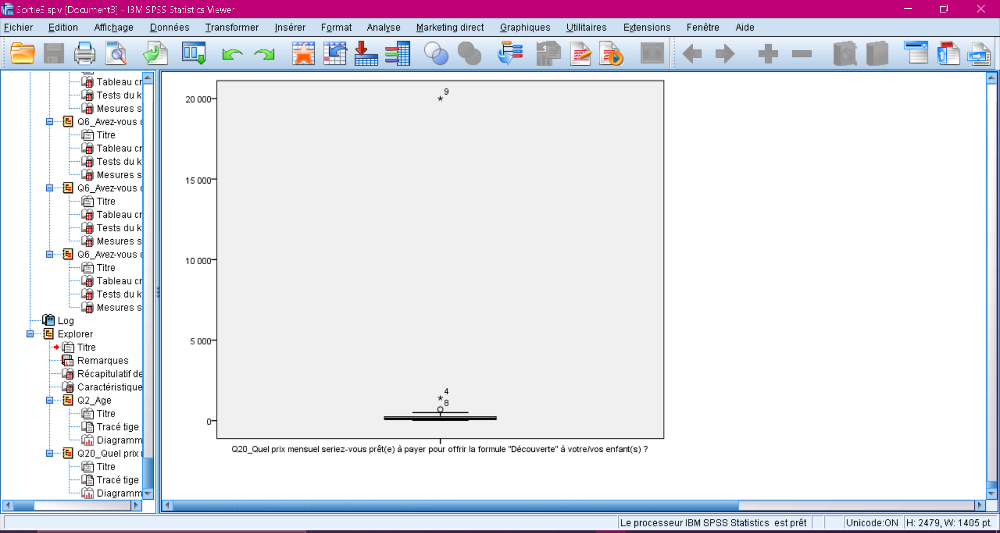 Sortie3.spv [Document3] - IBM SPSS Statistics Viewer
Fichier Edition Affichage Données Transformer Insérer Format Analyse Marketing direct Graphiques Utilitaires Extensions Fenêtre Aide
Tableau cr
Tests du k
Mesures s
Q6_Avez-vous
Titre
Tableau cr
Tests du k
Mesures s
Q6_Avez-vous
Titre
Tableau cr
Tests du k
Mesures s
Q6_Avez-vous
Titre
Tableau cr
Tests du k
Mesures s
Log
Explorer
Titre
Remarques
Récapitulatif de
Caractéristique
Q2_Age
Titre
Tracé tige
Diagramm
Q20_Quel prix
Titre
Tracé tige
Diagramm
20 000
15 000
10 000
5 000
0
9
4
8
Q20_Quel prix mensuel seriez-vous prêt(e) à payer pour offrir la formule "Découverte" à votre/vos enfant(s) ?
Le processeur IBM SPSS Statistics est prêt
Unicode:ON
H: 2479, W: 1405 pt.